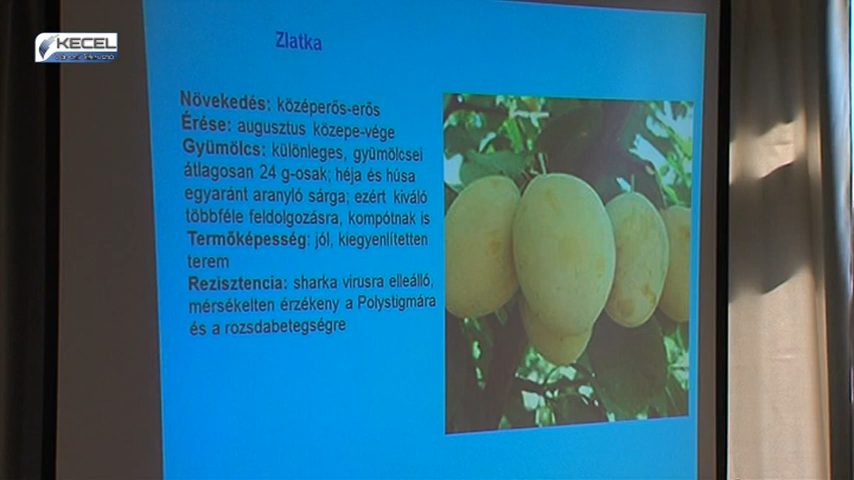 KECEL
Zlatka
Növekedés: középerős-erős
Érése: augusztus közepe-vége
Gyümölcs: különleges, gyümölcsei
átlagosan 24 g-osak; héja és húsa
egyaránt aranyló sárga; ezért kiváló
többféle feldolgozásra, kompótnak is
Termőképesség: jól, kiegyenlítetten
terem
Rezisztencia: sharka vírusra elleálló,
mérsékelten érzékeny a Polystigmára
és a rozsdabetegségre